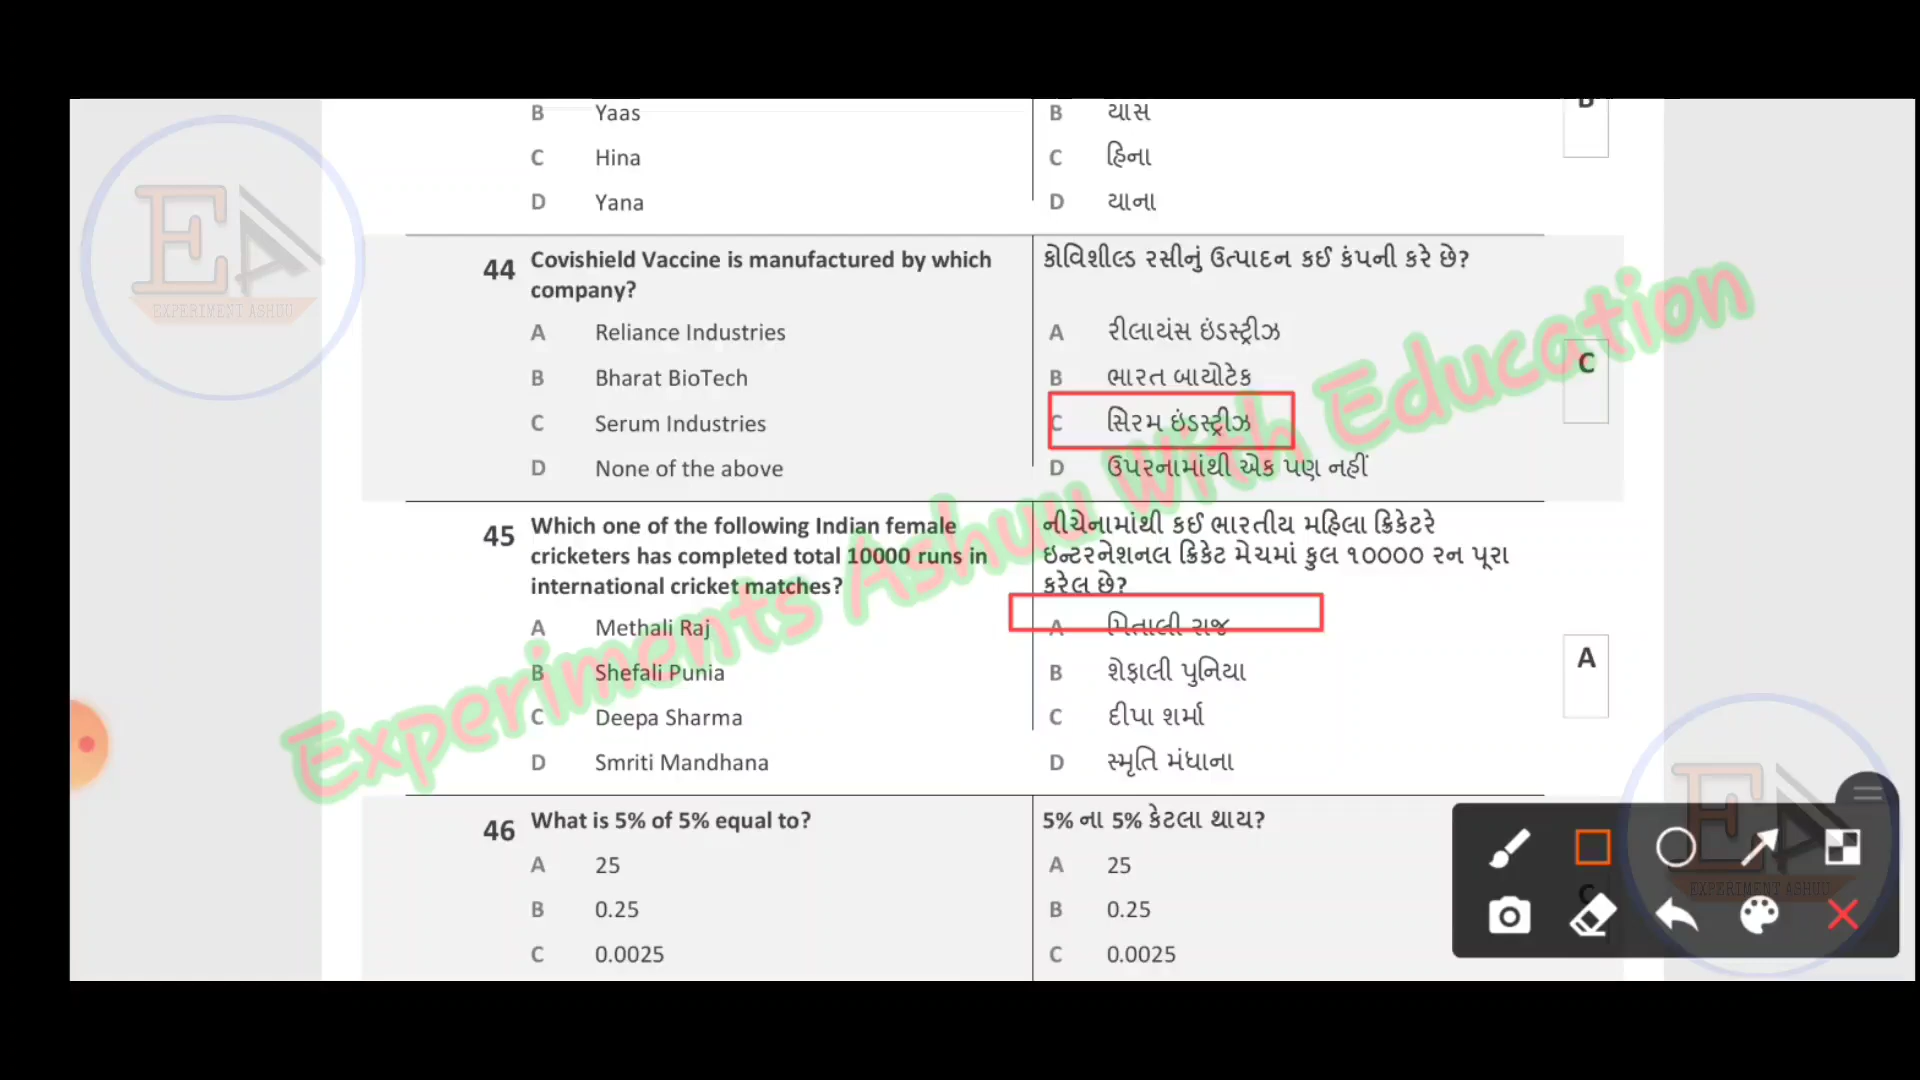 B Yaas B યાસ B
C Hina C હિના
D Yana D યાના
44 Covishield Vaccine is manufactured by which કોવિશીલ્ડ રસીનું ઉત્પાદન કઈ કંપની કરે છે?
company?
A Reliance Industries A રીલાયંસ ઇંડસ્ટ્રીઝ
B Bharat BioTech B ભારત બાયોટેક C
C Serum Industries C સિરમ ઇંડસ્ટ્રીઝ
D None of the above D ઉપરનામાંથી એક પણ નહીં
45 Which one of the following Indian female નીચેનામાંથી કઈ ભારતીય મહિલા ક્રિકેટરે
cricketers has completed total 10000 runs in ઇન્ટરનેશનલ ક્રિકેટ મેચમાં કુલ ૧૦૦૦૦ રન પૂરા
international cricket matches? કરેલ છે?
A Methali Raj A મિતાલી રાજ
B Shefali Punia B શેફાલી પુનિયા A
C Deepa Sharma C દીપા શર્મા
D Smriti Mandhana D સ્મૃતિ મંધાના
46 What is 5% of 5% equal to? 5% ના 5% કેટલા થાય?
A 25 A 25
B 0.25 B 0.25 C
C 0.0025 C 0.0025
Experiments Ashuu With Education
EA
EXPERIMENT ASHUU
EA
EXPERIMENT ASHUU